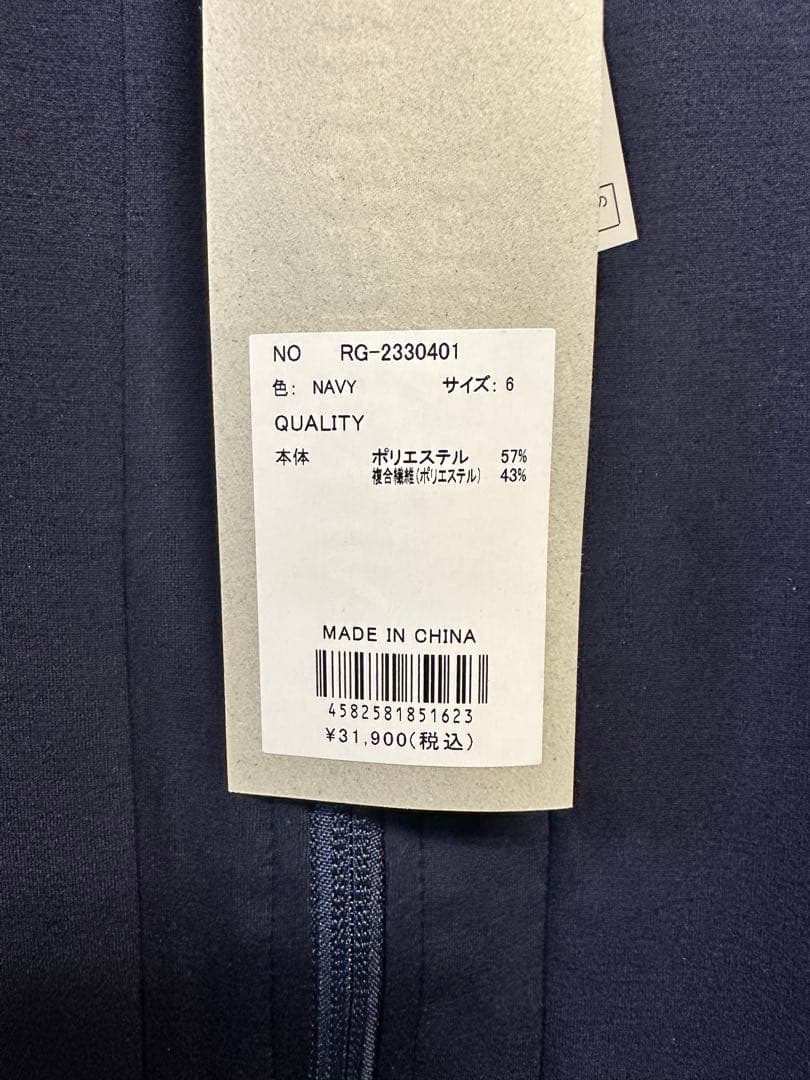 NO RG-2330401
色: NAVY サイズ: 6
QUALITY
本体 ポリエステル 57%
複合繊維(ポリエステル) 43%
MADE IN CHINA
4582581851623
¥31,900(税込)